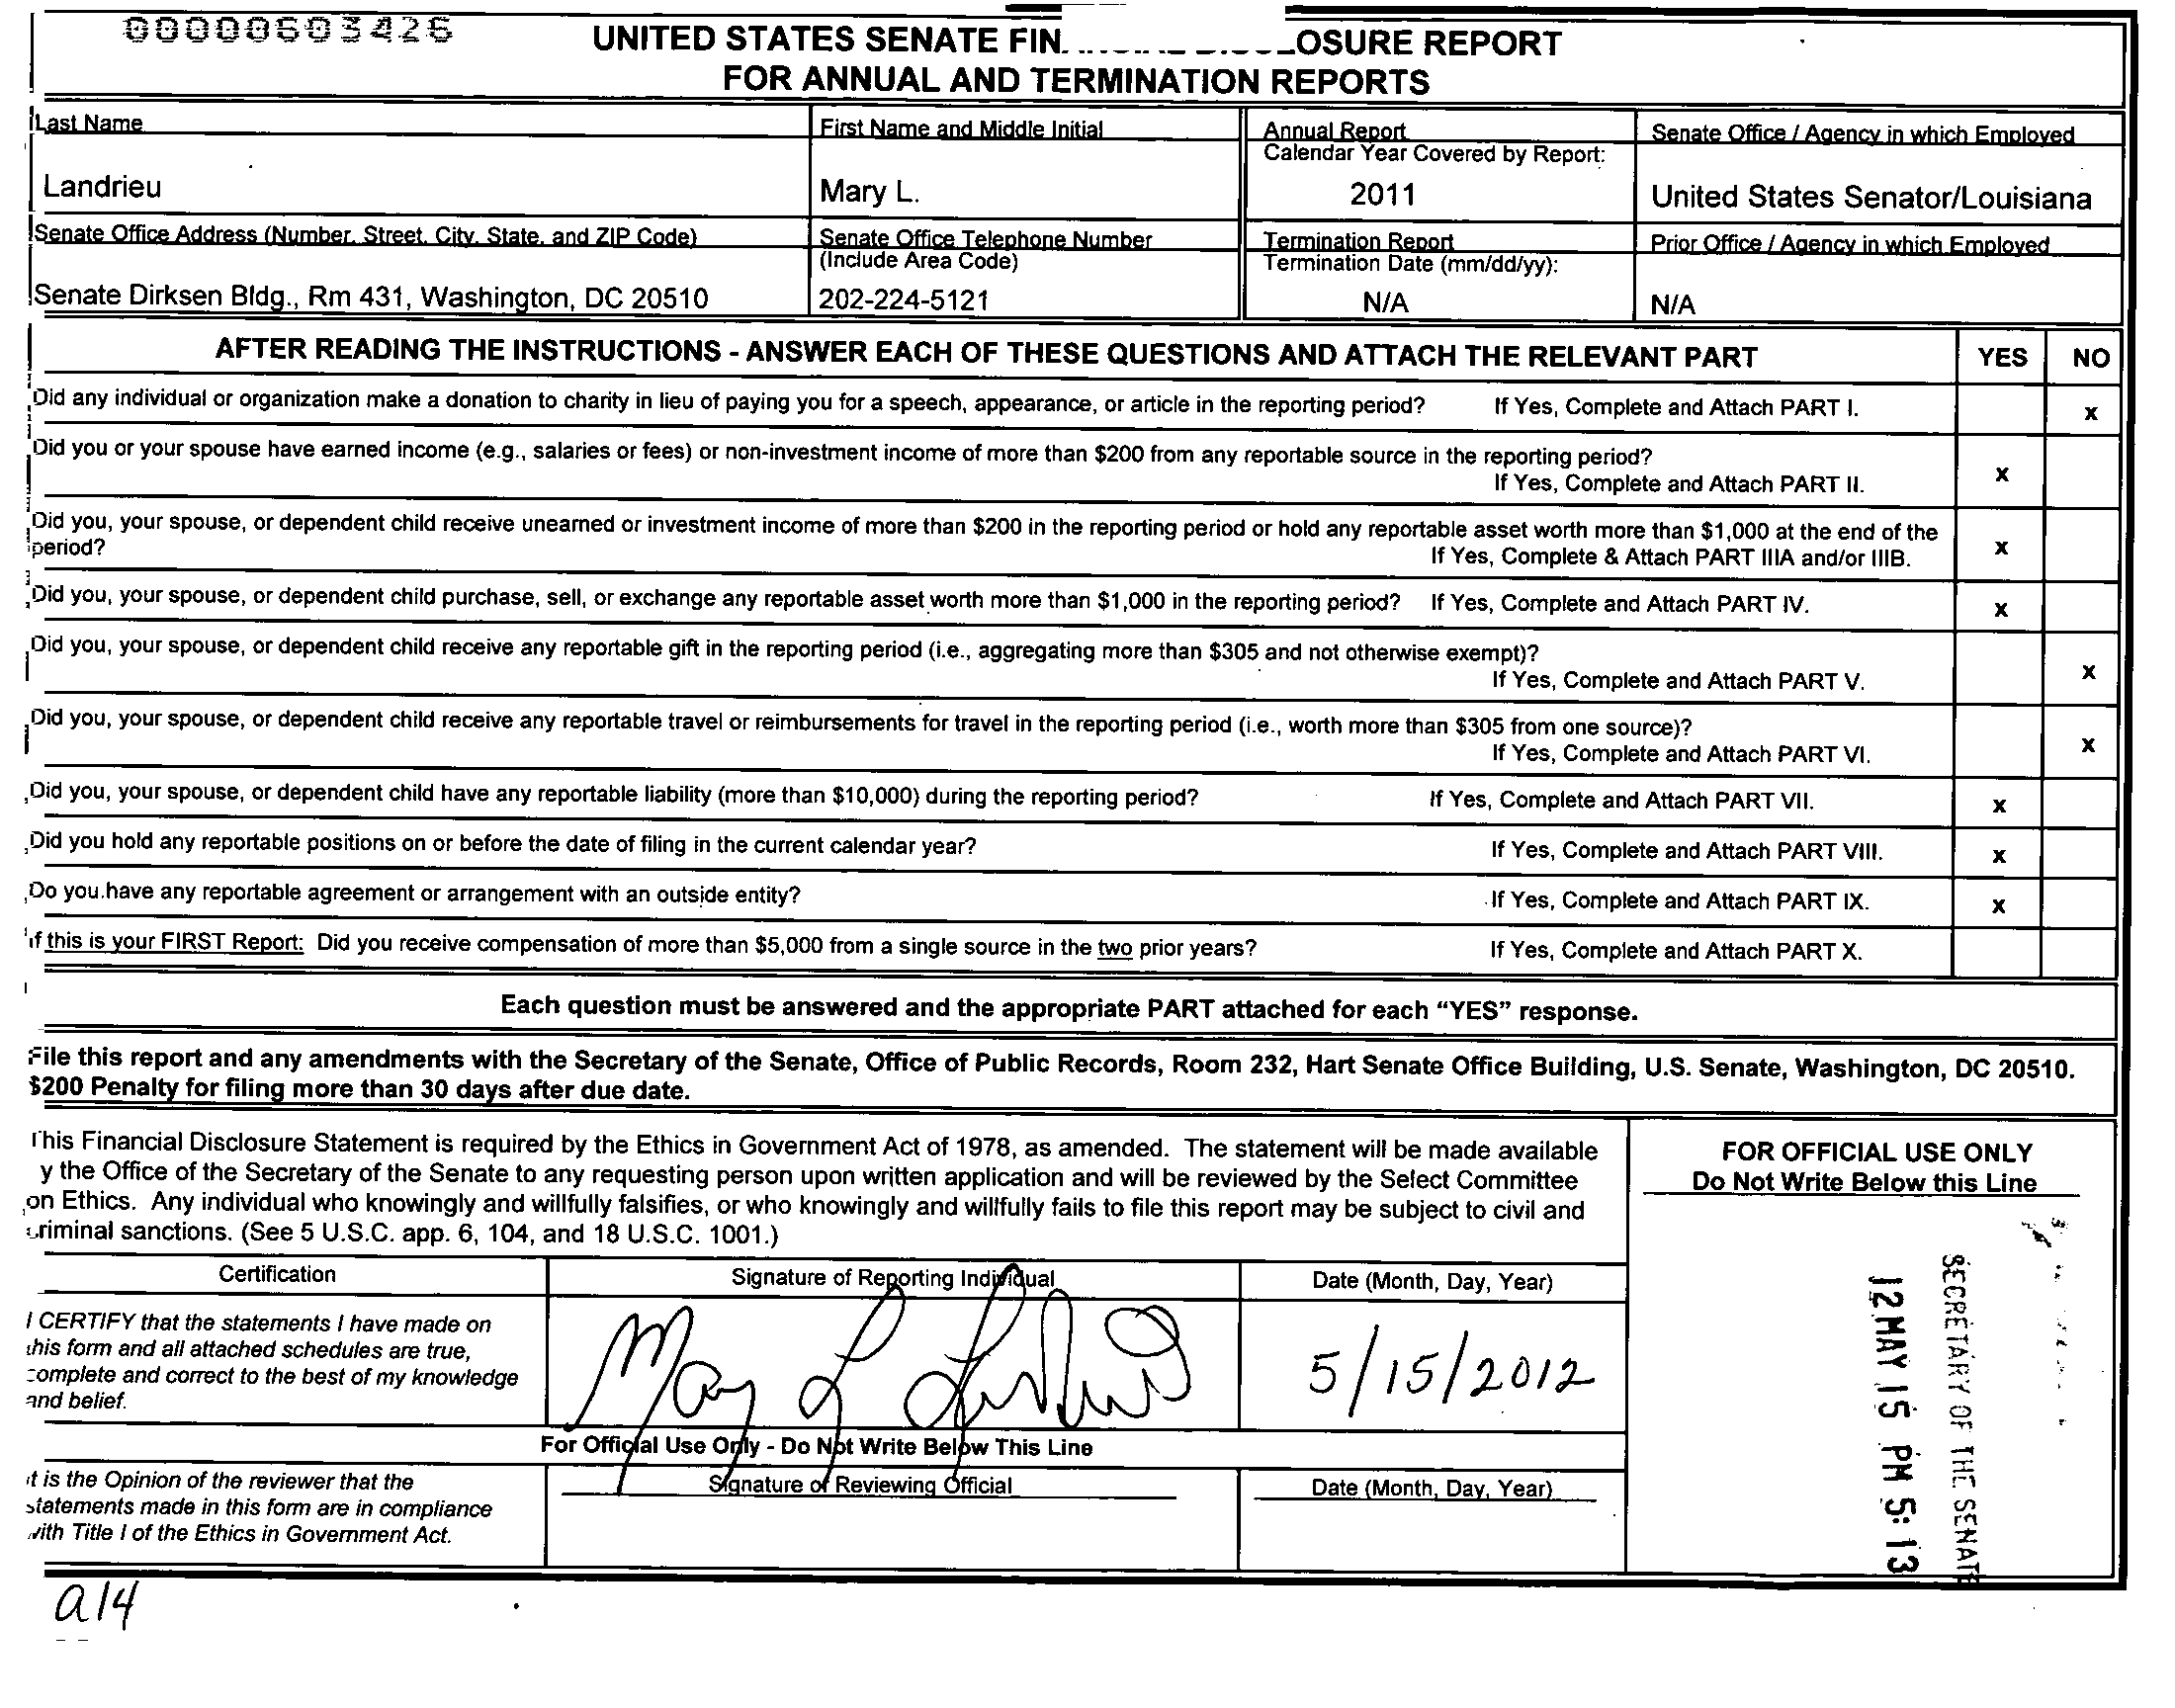 00000603426
UNITED STATES SENATE FIN OSURE REPORT
FOR ANNUAL AND TERMINATION REPORTS
Last Name
First Name and Middle Initial
Annual Report
Calendar Year Covered by Report:
Senate Office / Agency in which Employed
Landrieu
Mary L.
2011
United States Senator/Louisiana
Senate Office Address (Number, Street, City, State, and ZIP Code)
Senate Office Telephone Number
(Include Area Code)
Termination Report
Termination Date (mm/dd/yy):
Prior Office / Agency in which Employed
Senate Dirksen Bldg., Rm 431, Washington, DC 20510
202-224-5121
N/A
N/A
AFTER READING THE INSTRUCTIONS - ANSWER EACH OF THESE QUESTIONS AND ATTACH THE RELEVANT PART YES NO
Did any individual or organization make a donation to charity in lieu of paying you for a speech, appearance, or article in the reporting period? If Yes, Complete and Attach PART I. x
Did you or your spouse have earned income (e.g., salaries or fees) or non-investment income of more than $200 from any reportable source in the reporting period?
If Yes, Complete and Attach PART II. x
Did you, your spouse, or dependent child receive unearned or investment income of more than $200 in the reporting period or hold any reportable asset worth more than $1,000 at the end of the
period? If Yes, Complete & Attach PART IIIA and/or IIIB. x
Did you, your spouse, or dependent child purchase, sell, or exchange any reportable asset worth more than $1,000 in the reporting period? If Yes, Complete and Attach PART IV. x
Did you, your spouse, or dependent child receive any reportable gift in the reporting period (i.e., aggregating more than $305 and not otherwise exempt)?
If Yes, Complete and Attach PART V. x
Did you, your spouse, or dependent child receive any reportable travel or reimbursements for travel in the reporting period (i.e., worth more than $305 from one source)?
If Yes, Complete and Attach PART VI. x
Did you, your spouse, or dependent child have any reportable liability (more than $10,000) during the reporting period? If Yes, Complete and Attach PART VII. x
Did you hold any reportable positions on or before the date of filing in the current calendar year? If Yes, Complete and Attach PART VIII. x
Do you have any reportable agreement or arrangement with an outside entity? If Yes, Complete and Attach PART IX. x
If this is your FIRST Report: Did you receive compensation of more than $5,000 from a single source in the two prior years? If Yes, Complete and Attach PART X.
Each question must be answered and the appropriate PART attached for each “YES” response.
File this report and any amendments with the Secretary of the Senate, Office of Public Records, Room 232, Hart Senate Office Building, U.S. Senate, Washington, DC 20510.
$200 Penalty for filing more than 30 days after due date.
This Financial Disclosure Statement is required by the Ethics in Government Act of 1978, as amended. The statement will be made available
y the Office of the Secretary of the Senate to any requesting person upon written application and will be reviewed by the Select Committee
on Ethics. Any individual who knowingly and willfully falsifies, or who knowingly and willfully fails to file this report may be subject to civil and
criminal sanctions. (See 5 U.S.C. app. 6, 104, and 18 U.S.C. 1001.)
FOR OFFICIAL USE ONLY
Do Not Write Below this Line
SECRETARY OF THE SENATE
12 MAY 15 PM 5:13
Certification
Signature of Reporting Individual
Date (Month, Day, Year)
I CERTIFY that the statements I have made on
this form and all attached schedules are true,
complete and correct to the best of my knowledge
and belief.
Mary L Landrieu
5/15/2012
For Official Use Only - Do Not Write Below This Line
It is the Opinion of the reviewer that the
statements made in this form are in compliance
with Title I of the Ethics in Government Act.
Signature of Reviewing Official
Date (Month, Day, Year)
a14